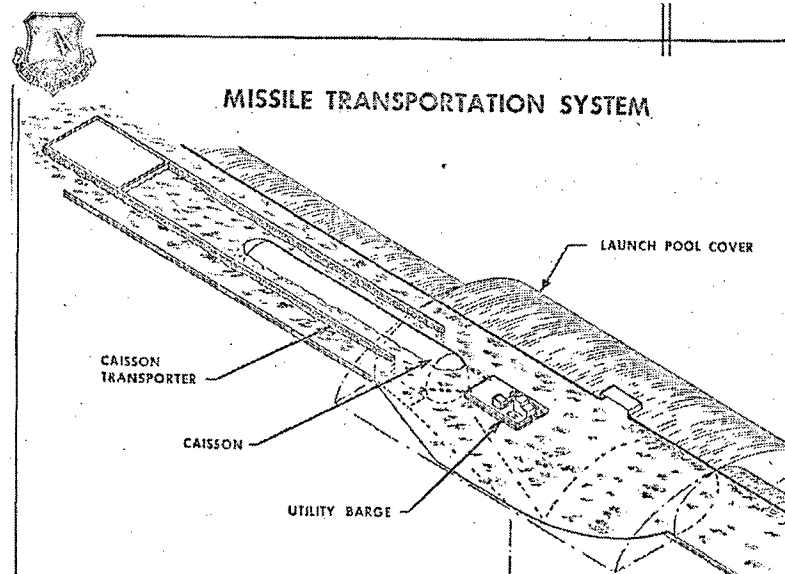 MISSILE TRANSPORTATION SYSTEM
LAUNCH POOL COVER
CAISSON
TRANSPORTER
CAISSON
UTILITY BARGE